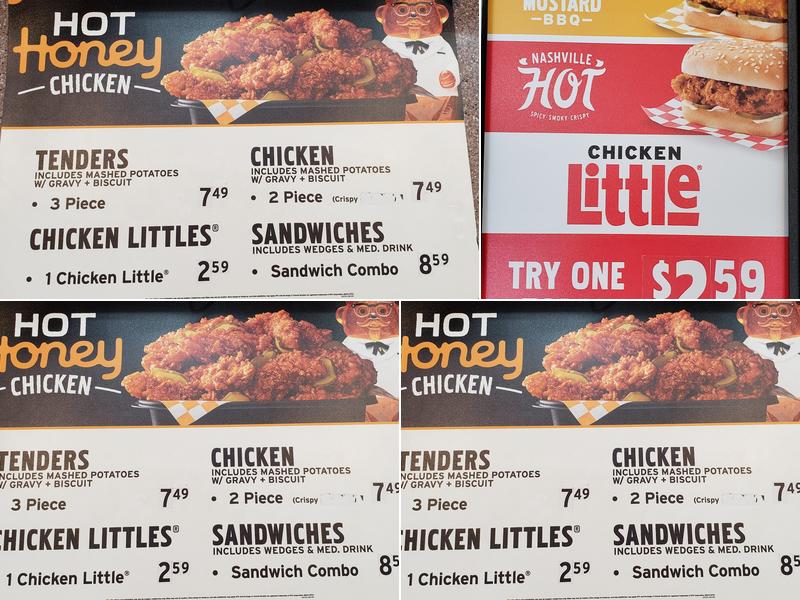 HOT
Honey
CHICKEN
TENDERS
INCLUDES MASHED POTATOES
W/ GRAVY + BISCUIT
• 3 Piece 7 49
CHICKEN
INCLUDES MASHED POTATOES
W/ GRAVY + BISCUIT
• 2 Piece (Crispy 7 49
CHICKEN LITTLES®
• 1 Chicken Little® 2 59
SANDWICHES
INCLUDES WEDGES & MED. DRINK
• Sandwich Combo 8 59
MUSTARD
BBQ
NASHVILLE
HOT
SPICY·SMOKY·CRISPY
CHICKEN
Little®
TRY ONE $2 59
HOT
oney
CHICKEN
TENDERS
INCLUDES MASHED POTATOES
W/ GRAVY + BISCUIT
3 Piece 7 49
CHICKEN
INCLUDES MASHED POTATOES
W/ GRAVY + BISCUIT
• 2 Piece (Crispy 7 49
CHICKEN LITTLES®
1 Chicken Little® 2 59
SANDWICHES
INCLUDES WEDGES & MED. DRINK
• Sandwich Combo 8 5
HOT
oney
CHICKEN
TENDERS
INCLUDES MASHED POTATOES
W/ GRAVY + BISCUIT
3 Piece 7 49
CHICKEN
INCLUDES MASHED POTATOES
W/ GRAVY + BISCUIT
• 2 Piece (Crispy 7 4
CHICKEN LITTLES®
1 Chicken Little® 2 59
SANDWICHES
INCLUDES WEDGES & MED. DRINK
• Sandwich Combo 8 5